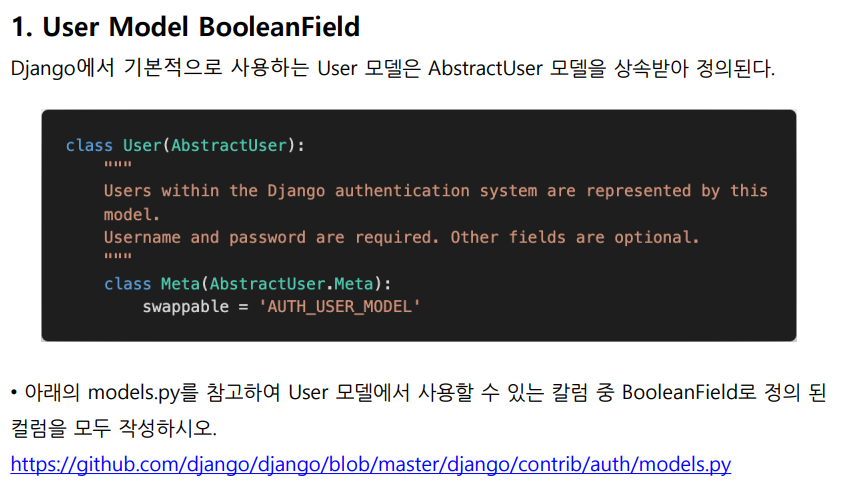 1. User Model BooleanField
Django에서 기본적으로 사용하는 User 모델은 AbstractUser 모델을 상속받아 정의된다.
class User(AbstractUser):
"""
Users within the Django authentication system are represented by this
model.
Username and password are required. Other fields are optional.
"""
class Meta(AbstractUser.Meta):
swappable = 'AUTH_USER_MODEL'
• 아래의 models.py를 참고하여 User 모델에서 사용할 수 있는 칼럼 중 BooleanField로 정의 된
컬럼을 모두 작성하시오.
https://github.com/django/django/blob/master/django/contrib/auth/models.py